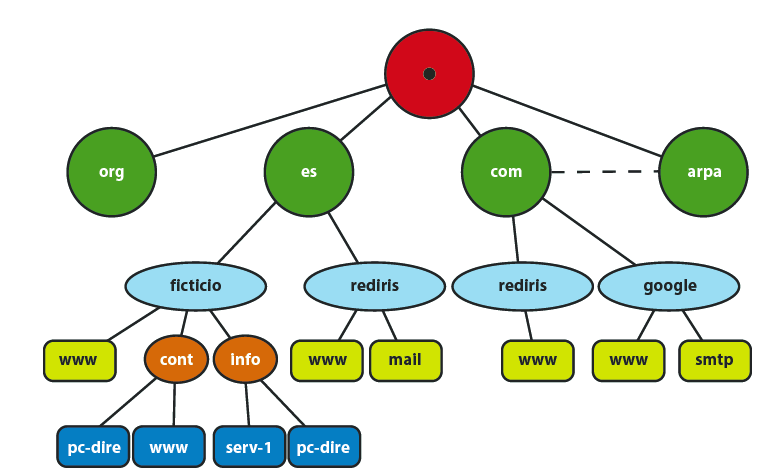 org
es
com
arpa
ficticio
rediris
rediris
google
www
cont
info
www
mail
www
www
smtp
pc-dire
www
serv-1
pc-dire